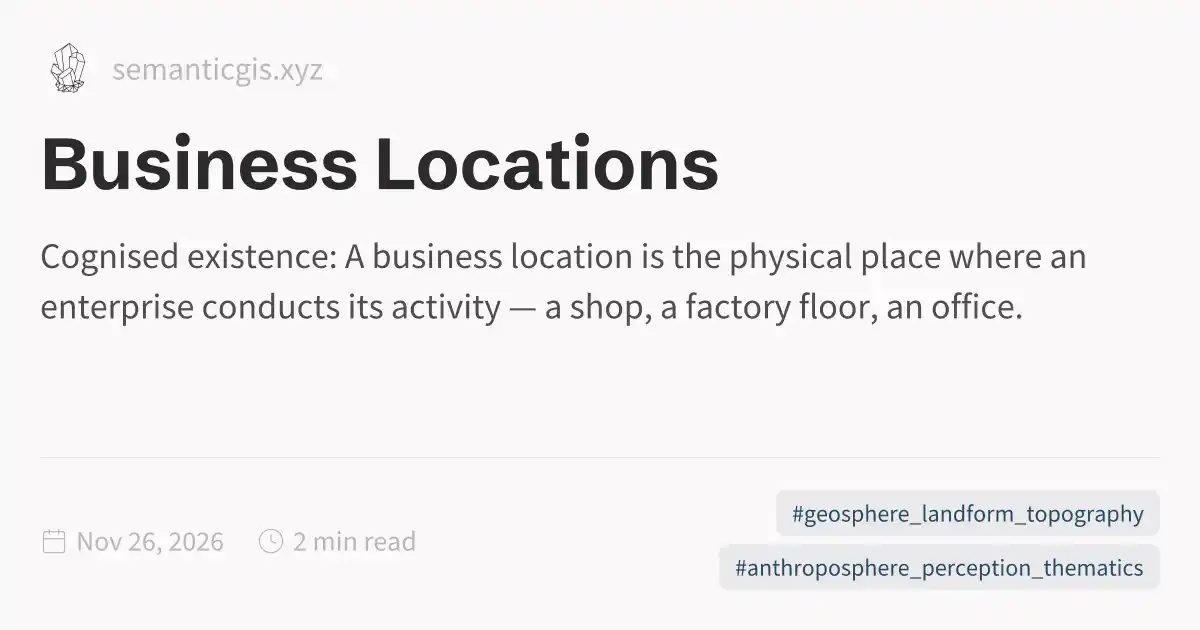 semanticgis.xyz
Business Locations
Cognised existence: A business location is the physical place where an
enterprise conducts its activity — a shop, a factory floor, an office.
Nov 26, 2026
2 min read
#geosphere_landform_topography
#anthroposphere_perception_thematics